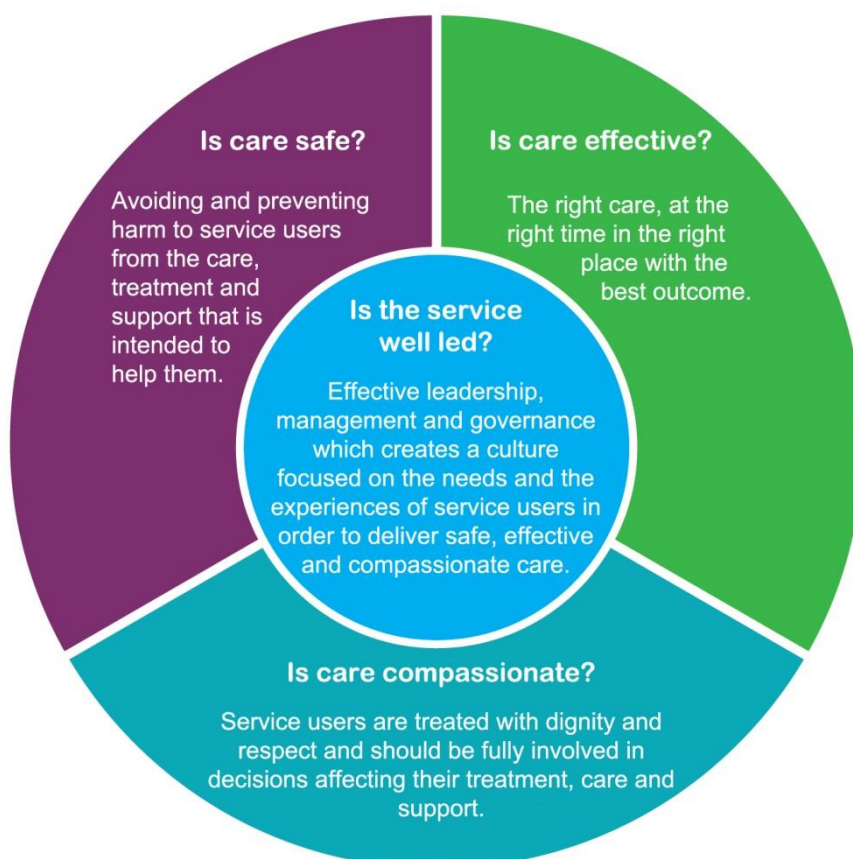 Is care safe?
Avoiding and preventing
harm to service users
from the care,
treatment and
support that is
intended to
help them.
Is care effective?
The right care, at the
right time in the right
place with the
best outcome.
Is the service
well led?
Effective leadership,
management and governance
which creates a culture
focused on the needs and the
experiences of service users in
order to deliver safe, effective
and compassionate care.
Is care compassionate?
Service users are treated with dignity and
respect and should be fully involved in
decisions affecting their treatment, care and
support.